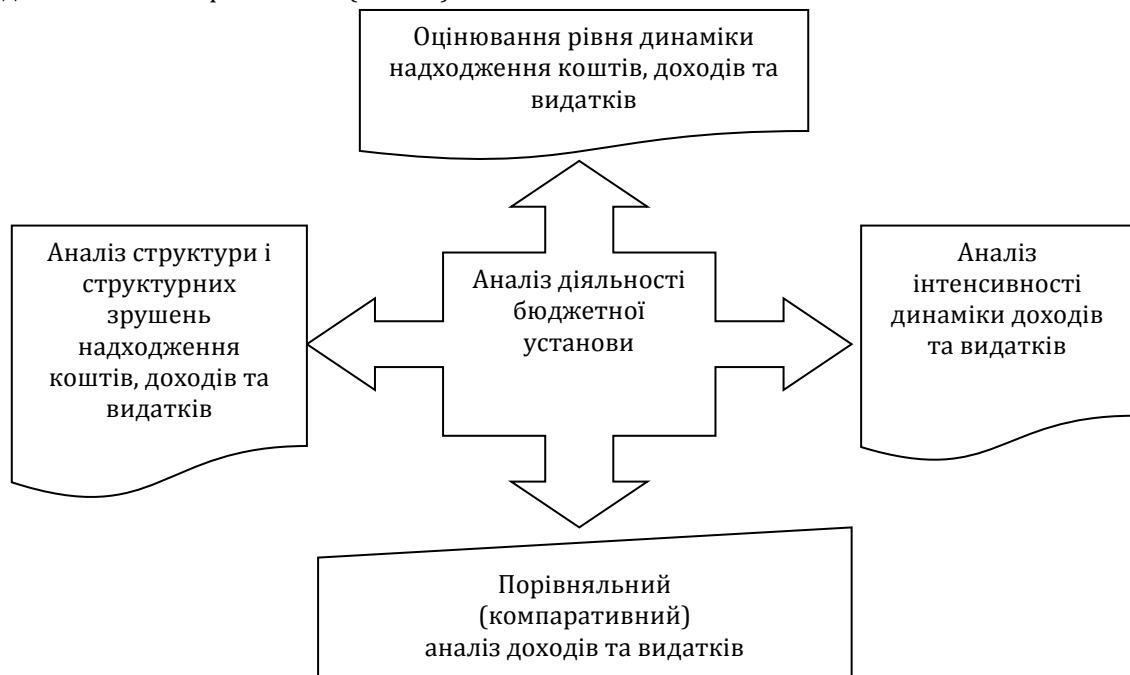 Оцінювання рівня динаміки
надходження коштів, доходів та
видатків
Аналіз структури і
структурних
зрушень
надходження
коштів, доходів та
видатків
Аналіз діяльності
бюджетної
установи
Аналіз
інтенсивності
динаміки доходів
та видатків
Порівняльний
(компаративний)
аналіз доходів та видатків